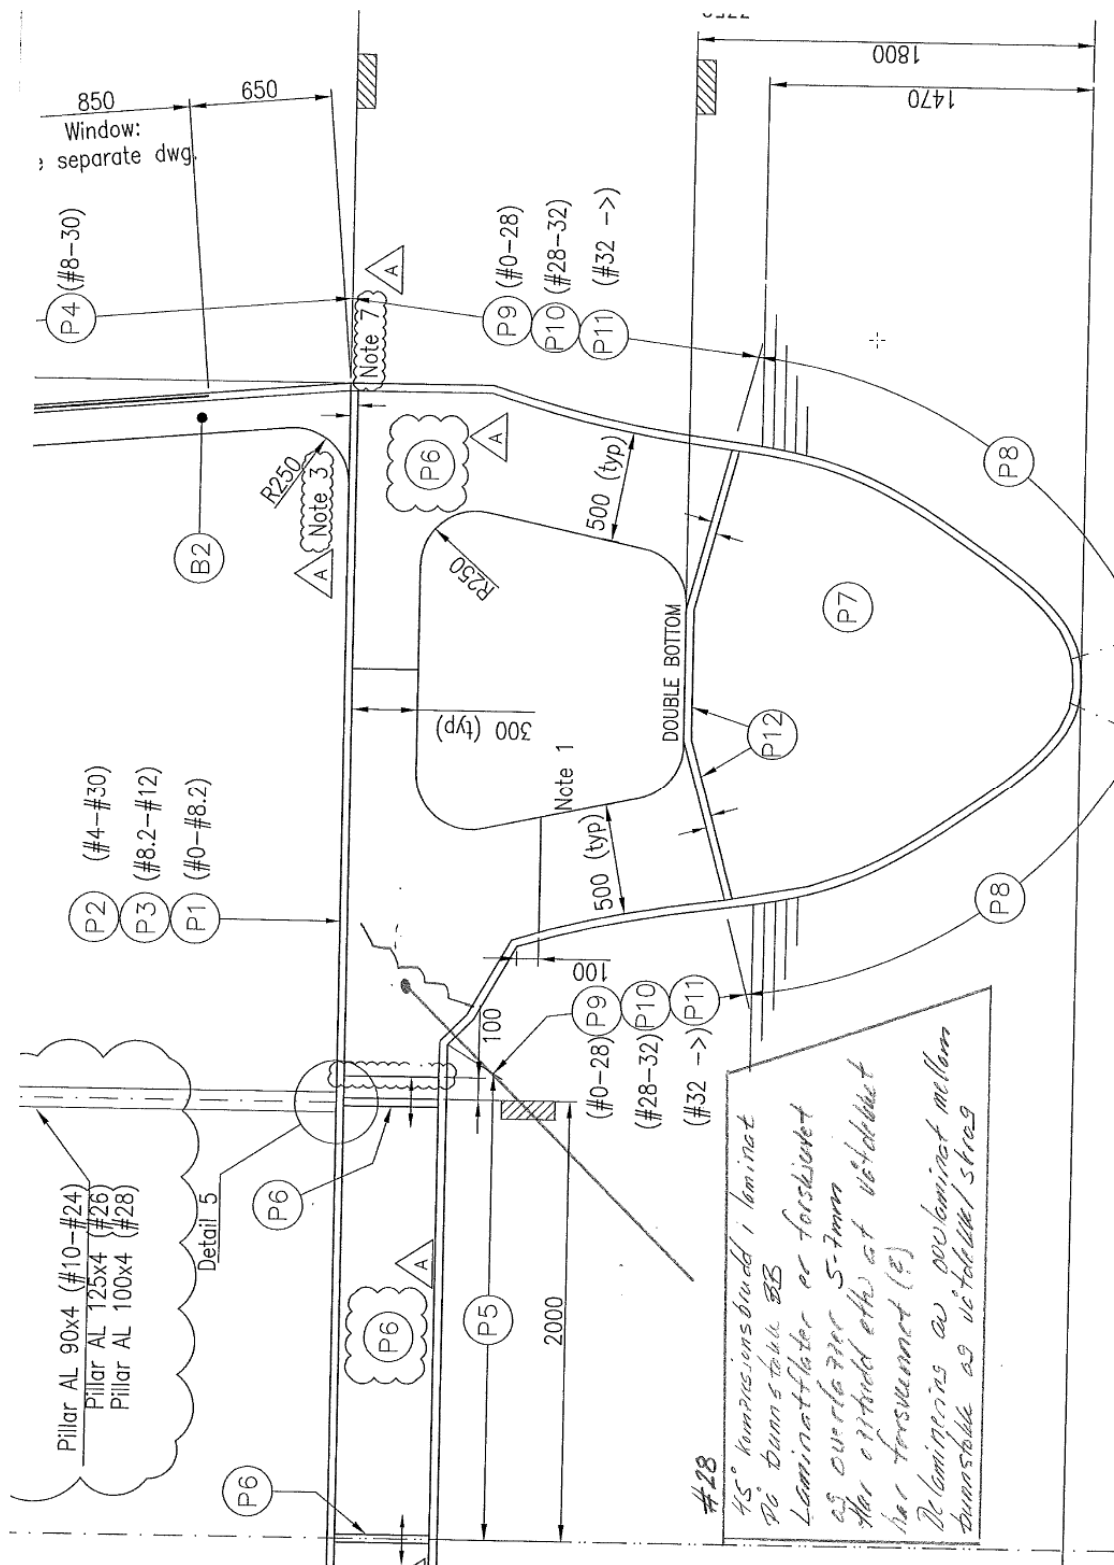 2250
1800
1470
850
650
Window:
separate dwg.
P4 (#8-30)
P9 (#0-28)
P10 (#28-32)
P11 (#32 ->)
Note 7
A
P6
A
R250
Note 3
A
B2
500 (typ)
R250
P8
P7
DOUBLE BOTTOM
300 (typ)
Note 1
P12
P2 (#4-#30)
P3 (#8.2-#12)
P1 (#0-#8.2)
500 (typ)
P8
100
100
P9 (#0-28)
P10 (#28-32)
P11 (#32 ->)
Pillar AL 90x4 (#10-#24)
Pillar AL 125x4 (#26)
Pillar AL 100x4 (#28)
Detail 5
P6
P6
A
P5
2000
P6
#28
45° kompresjonsbrudd i laminat
på bunnstokk BB
Laminatflater er forskjøvet
og overlapper 5-7mm
Har oppstådd etter at
har forsvunnet (?)
Delaminering av ovvlaminat mellom
bunnstokk og skrog